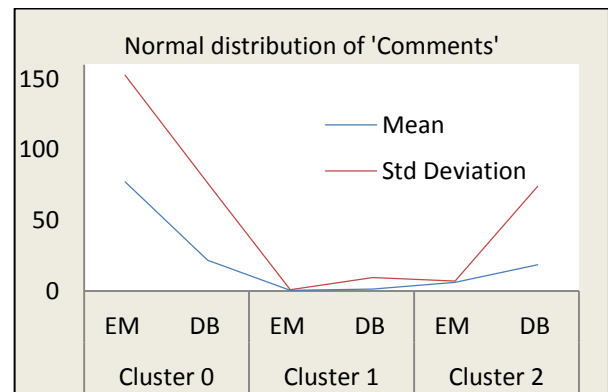 Normal distribution of 'Comments'
150
100
50
0
Mean
Std Deviation
EM DB EM DB EM DB
Cluster 0 Cluster 1 Cluster 2